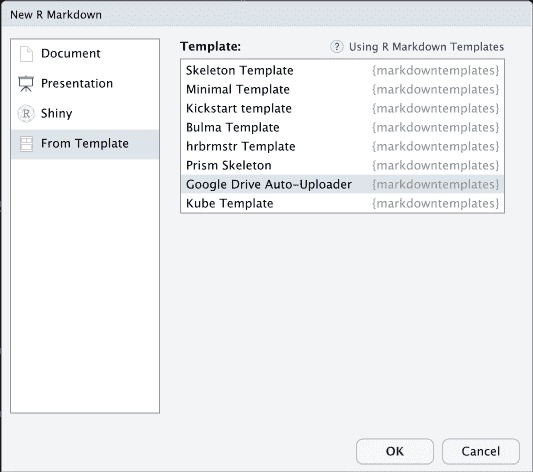 New R Markdown
Document
Presentation
R Shiny
From Template
Template: ? Using R Markdown Templates
Skeleton Template {markdowntemplates}
Minimal Template {markdowntemplates}
Kickstart template {markdowntemplates}
Bulma Template {markdowntemplates}
hrbrmstr Template {markdowntemplates}
Prism Skeleton {markdowntemplates}
Google Drive Auto-Uploader {markdowntemplates}
Kube Template {markdowntemplates}
OK Cancel